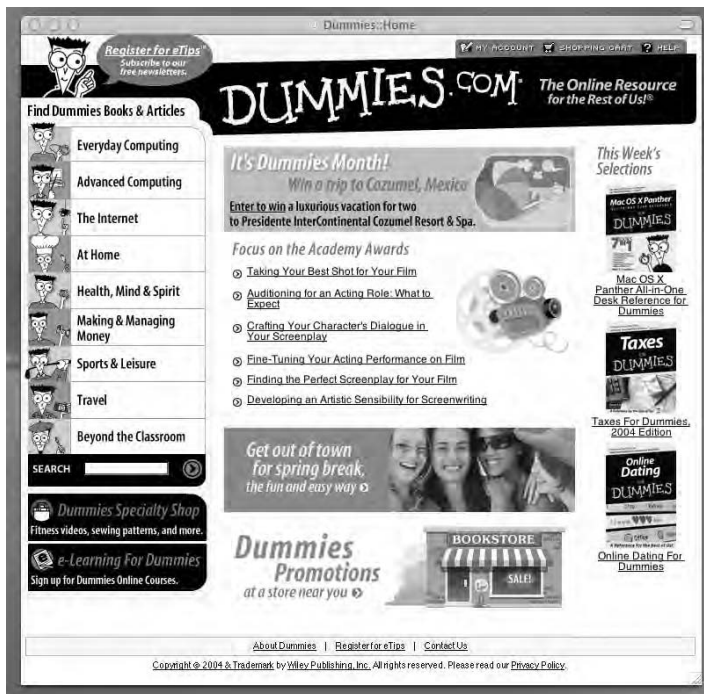 Dummies::Home
Register for eTips
Subscribe to our
free newsletters.
MY ACCOUNT SHOPPING CART ? HELP
DUMMIES.COM
The Online Resource
for the Rest of Us!®
Find Dummies Books & Articles
Everyday Computing
Advanced Computing
The Internet
At Home
Health, Mind & Spirit
Making & Managing
Money
Sports & Leisure
Travel
Beyond the Classroom
SEARCH
Dummies Specialty Shop
Fitness videos, sewing patterns, and more.
e-Learning For Dummies
Sign up for Dummies Online Courses.
It's Dummies Month!
Win a trip to Cozumel, Mexico
Enter to win a luxurious vacation for two
to Presidente InterContinental Cozumel Resort & Spa.
Focus on the Academy Awards
Taking Your Best Shot for Your Film
Auditioning for an Acting Role: What to
Expect
Crafting Your Character's Dialogue in
Your Screenplay
Fine-Tuning Your Acting Performance on Film
Finding the Perfect Screenplay for Your Film
Developing an Artistic Sensibility for Screenwriting
Get out of town
for spring break,
the fun and easy way
Dummies
Promotions
at a store near you
BOOKSTORE
SALE!
This Week's
Selections
Mac OS X Panther
DUMMIES
Mac OS X
Panther All-in-One
Desk Reference for
Dummies
Taxes
DUMMIES
Taxes For Dummies,
2004 Edition
Online
Dating
DUMMIES
Online Dating For
Dummies
About Dummies | Register for eTips | Contact Us
Copyright © 2004 & Trademark by Wiley Publishing, Inc. All rights reserved. Please read our Privacy Policy.